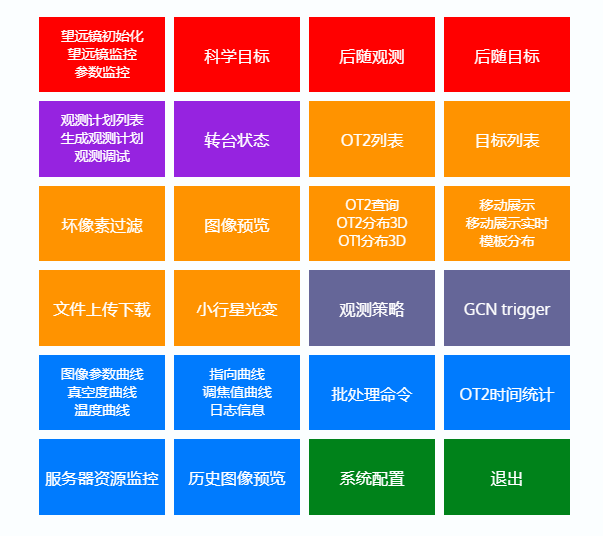 望远镜初始化
望远镜监控
参数监控
科学目标
后随观测
后随目标
观测计划列表
生成观测计划
观测调试
转台状态
OT2列表
目标列表
坏像素过滤
图像预览
OT2查询
OT2分布3D
OT1分布3D
移动展示
移动展示实时
模板分布
文件上传下载
小行星光变
观测策略
GCN trigger
图像参数曲线
真空度曲线
温度曲线
指向曲线
调焦值曲线
日志信息
批处理命令
OT2时间统计
服务器资源监控
历史图像预览
系统配置
退出